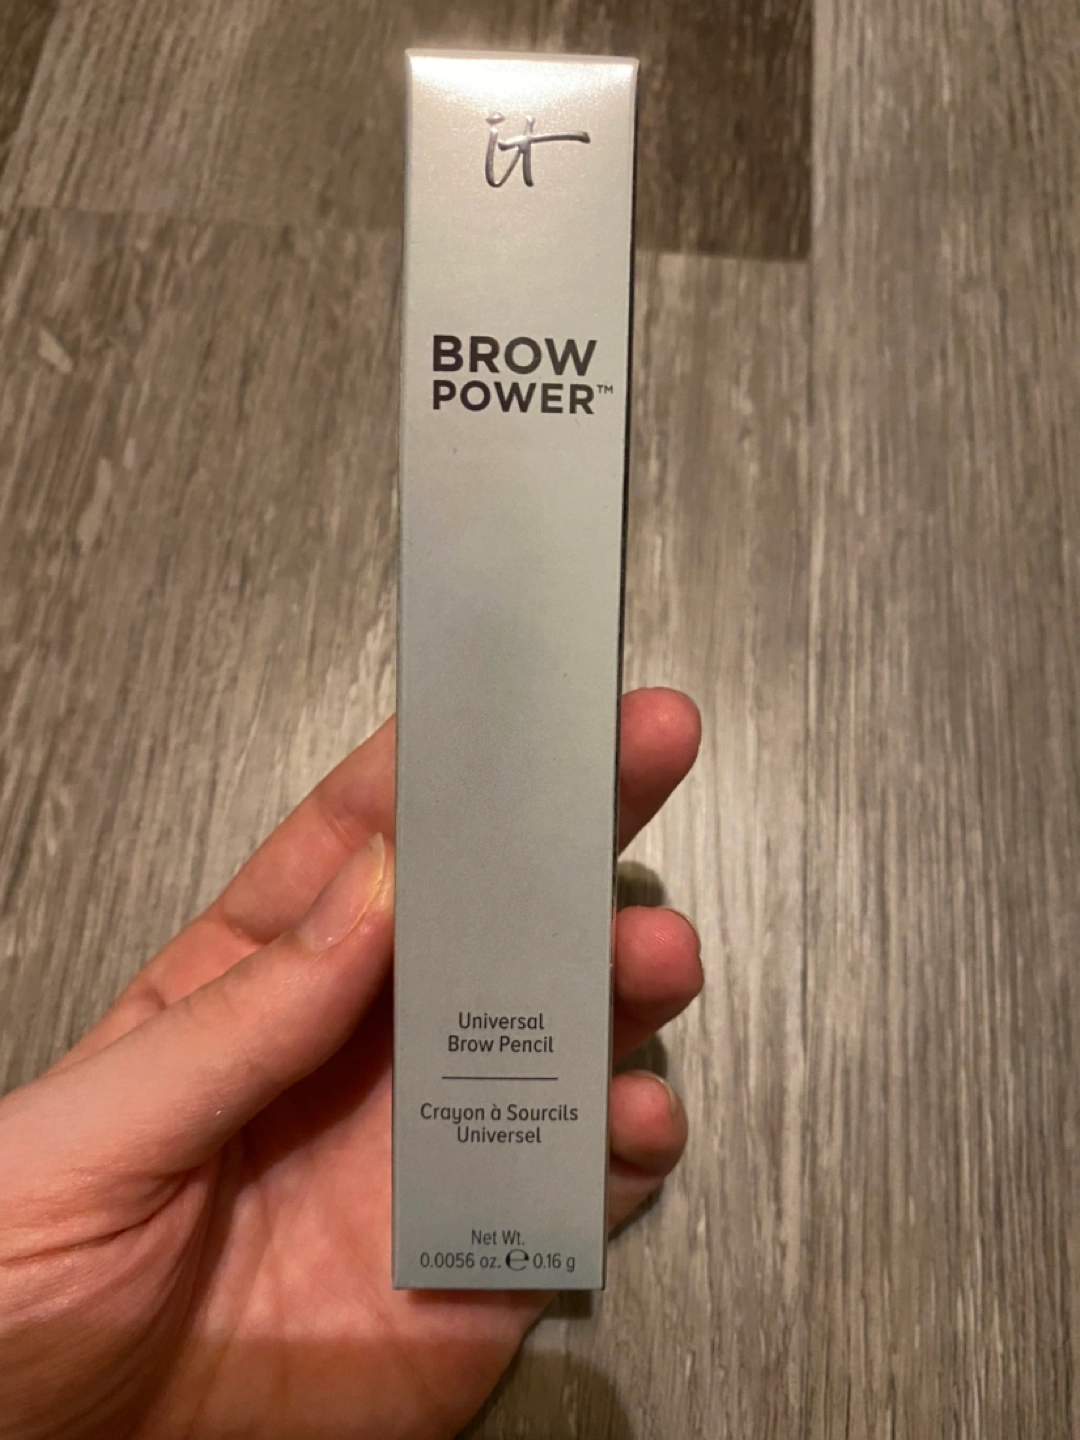 it
BROW
POWER™
Universal
Brow Pencil
Crayon à Sourcils
Universel
Net Wt.
0.0056 oz. ℮ 0.16 g